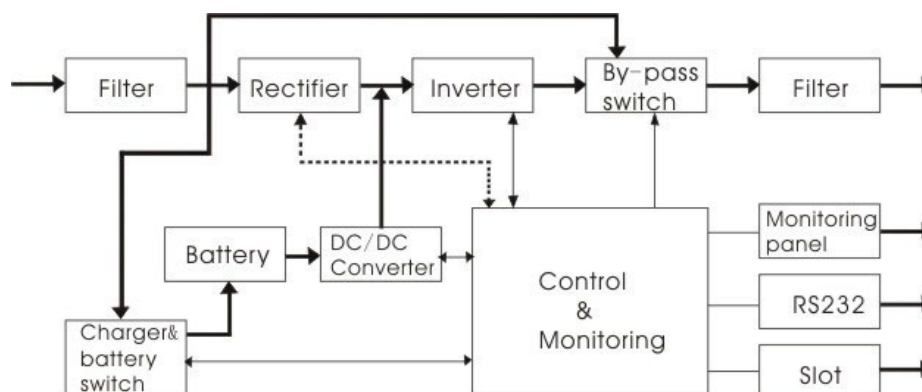 Filter
Rectifier
Inverter
By-pass
switch
Filter
Battery
DC/DC
Converter
Control
&
Monitoring
Monitoring
panel
RS232
Slot
Charger&
battery
switch